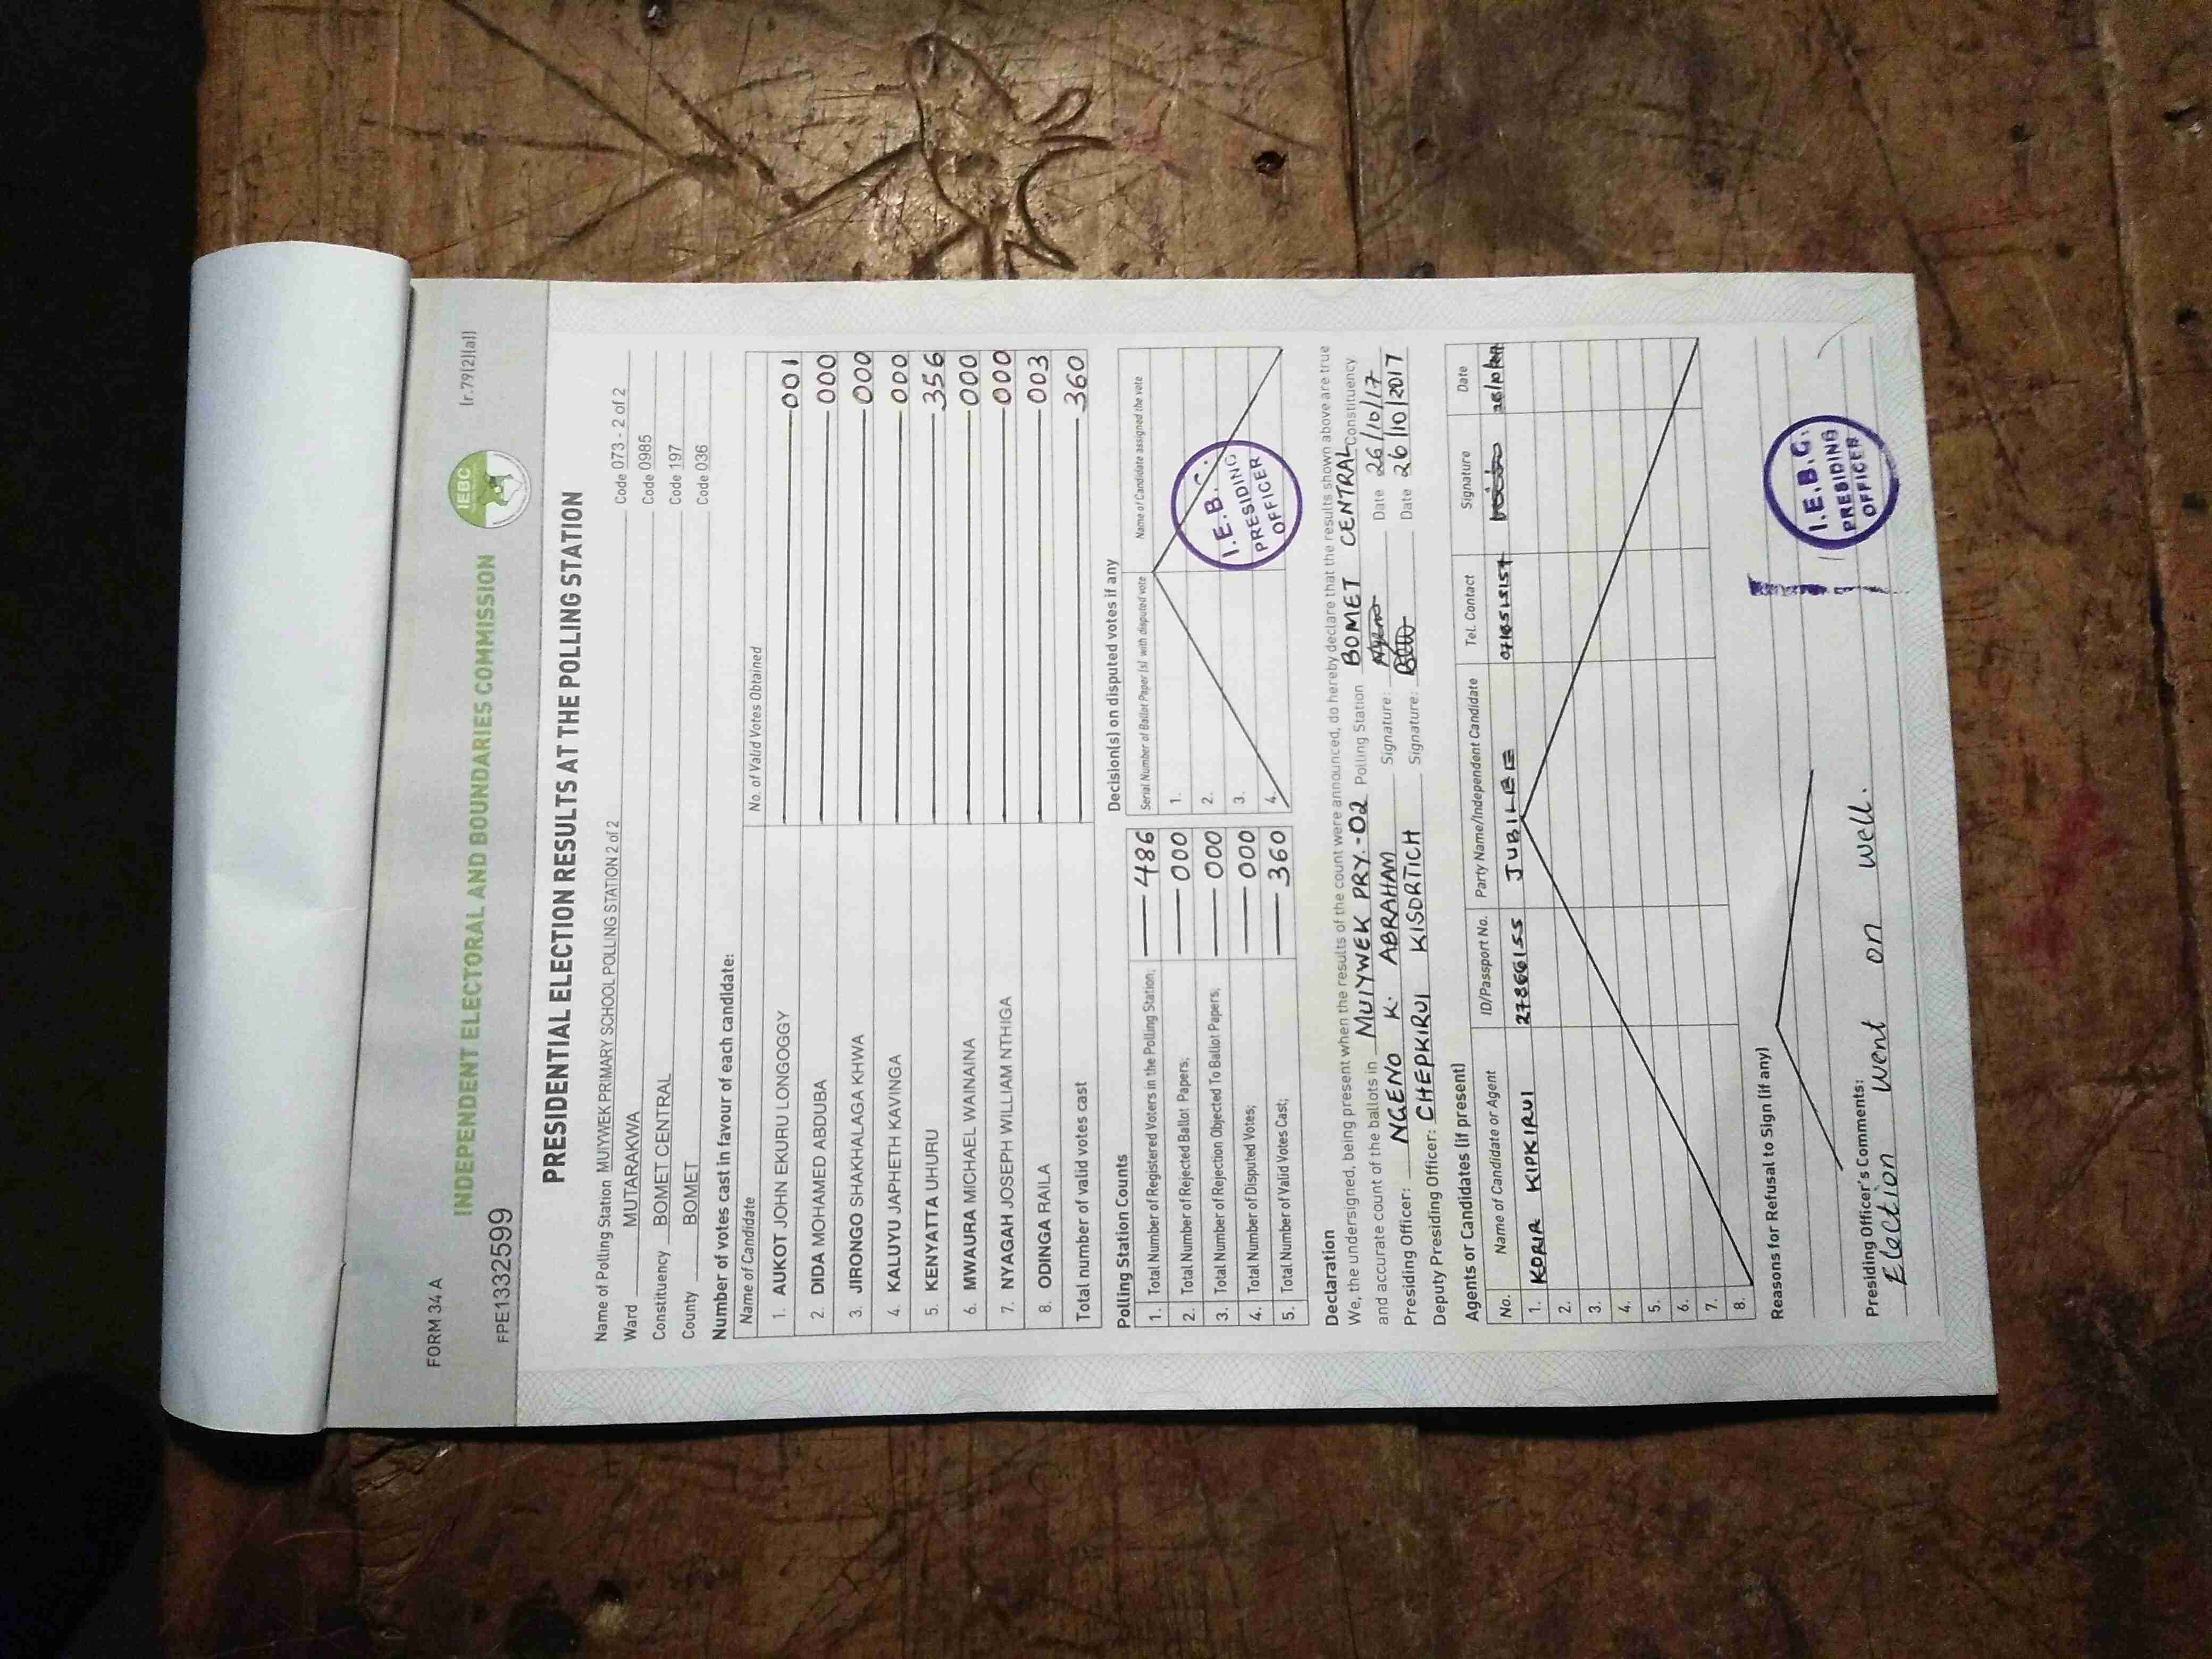 FORM 34 A
[r.79(2)(a)]
INDEPENDENT ELECTORAL AND BOUNDARIES COMMISSION
IEBC
FPE1332599
PRESIDENTIAL ELECTION RESULTS AT THE POLLING STATION
Name of Polling Station MUIYWEK PRIMARY SCHOOL POLLING STATION 2 of 2 Code 073 - 2 of 2
Ward MUTARAKWA Code 0985
Constituency BOMET CENTRAL Code 197
County BOMET Code 036
Number of votes cast in favour of each candidate:
Name of Candidate No. of Valid Votes Obtained
1. AUKOT JOHN EKURU LONGOGGY 001
2. DIDA MOHAMED ABDUBA 000
3. JIRONGO SHAKHALAGA KHWA 000
4. KALUYU JAPHETH KAVINGA 000
5. KENYATTA UHURU 356
6. MWAURA MICHAEL WAINAINA 000
7. NYAGAH JOSEPH WILLIAM NTHIGA 000
8. ODINGA RAILA 003
Total number of valid votes cast 360
Polling Station Counts
1. Total Number of Registered Voters in the Polling Station; 486
2. Total Number of Rejected Ballot Papers; 000
3. Total Number of Rejection Objected To Ballot Papers; 000
4. Total Number of Disputed Votes; 000
5. Total Number of Valid Votes Cast; 360
Decision(s) on disputed votes if any
Serial Number of Ballot Paper (s) with disputed vote Name of Candidate assigned the vote
1.
2.
3.
4.
I.E.B.C.
PRESIDING
OFFICER
Declaration
We, the undersigned, being present when the results of the count were announced, do hereby declare that the results shown above are true
and accurate count of the ballots in MUIYWEK PRY.-02 Polling Station BOMET CENTRAL Constituency
Presiding Officer: NGENO K. ABRAHAM Signature: Date 26/10/17
Deputy Presiding Officer: CHEPKIRUI KISORTICH Signature: Date 26/10/2017
Agents or Candidates (if present)
No. Name of Candidate or Agent ID/Passport No. Party Name/Independent Candidate Tel. Contact Signature Date
1. KORIR KIPKIRUI 27866155 JUBILEE
2.
3.
4.
5.
6.
7.
8.
Reasons for Refusal to Sign (if any)
Presiding Officer's Comments:
Election went on well.
I.E.B.C.
PRESIDING
OFFICER